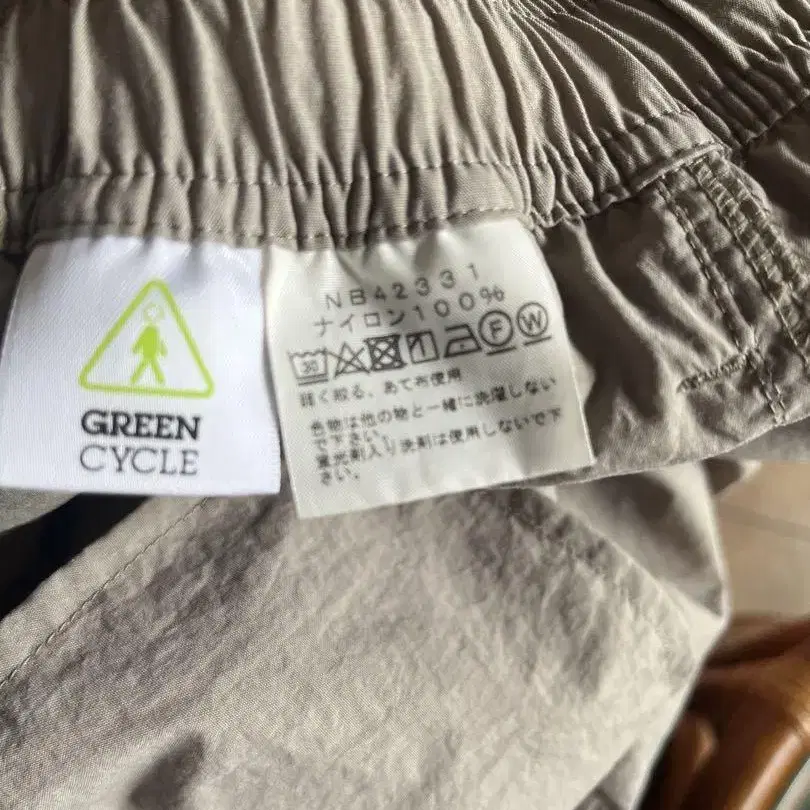 GREEN
CYCLE
NB42331
ナイロン100%
30 F W
弱く絞る、あて布使用
色物は他の物と一緒に洗濯しない
で下さい。
蛍光剤入り洗剤は使用しないで下
さい。